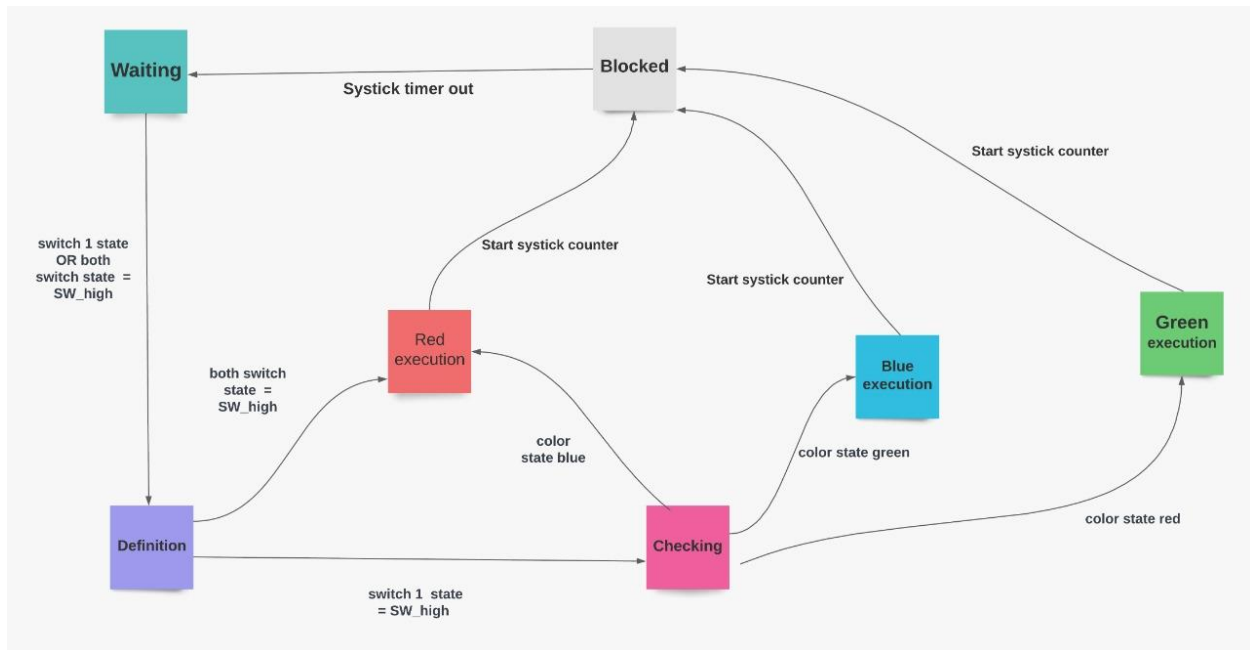 Waiting
Blocked
Systick timer out
Start systick counter
switch 1 state
OR both
switch state =
SW_high
Start systick counter
Start systick counter
Green
execution
Red
execution
Blue
execution
both switch
state =
SW_high
color
state blue
color state green
color state red
Definition
Checking
switch 1 state
= SW_high